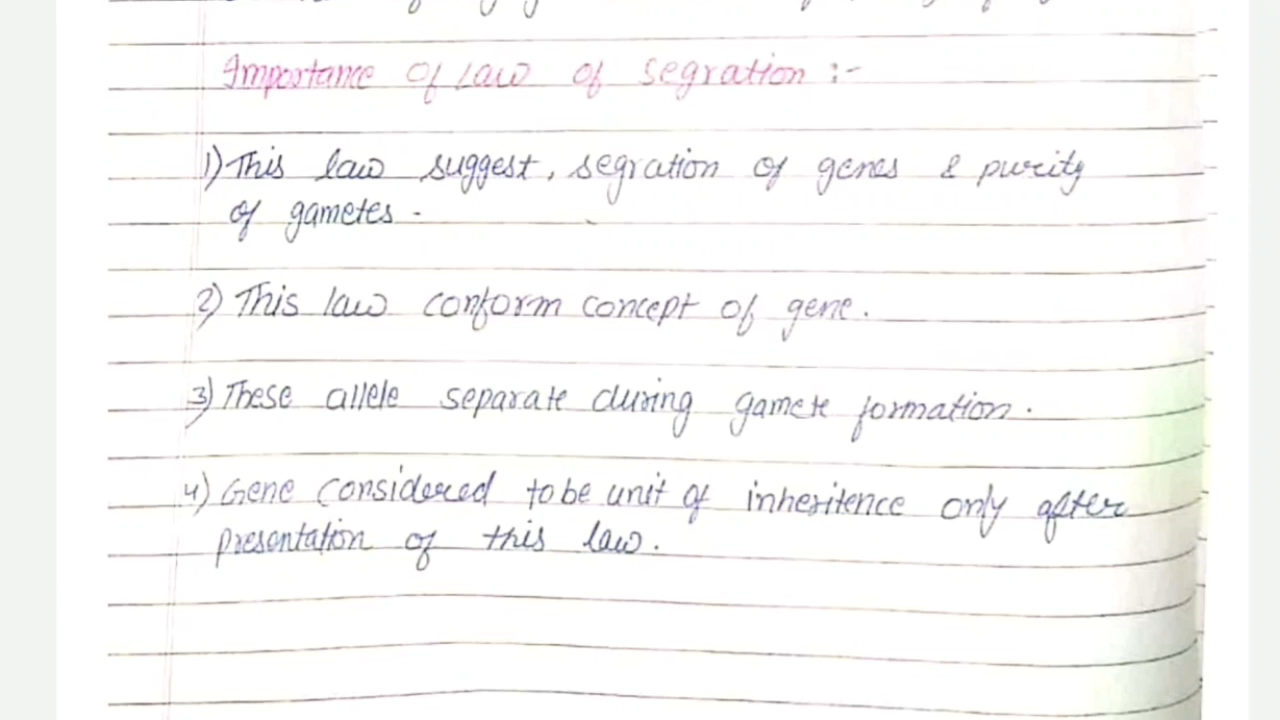 Importance of Law of segration :-
1) This law suggest, segration of genes & purity
of gametes.
2) This law conform concept of gene.
3) These allele separate during gamete formation.
4) Gene considered to be unit of inheritence only after
presentation of this law.